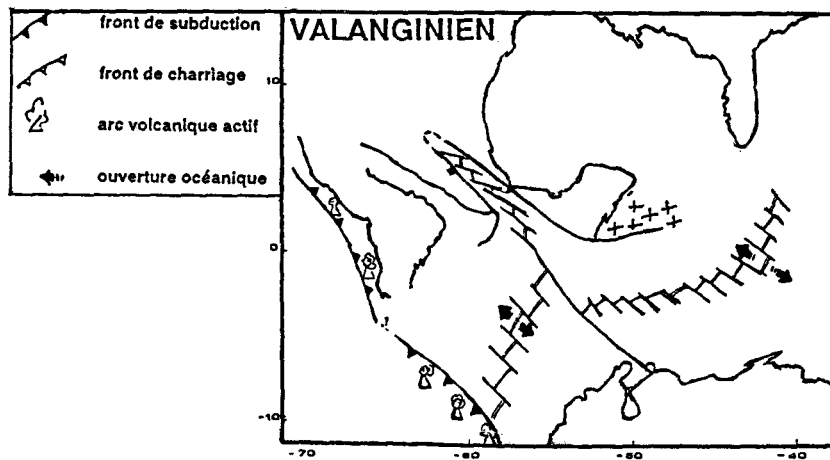 front de subduction
front de charriage
arc volcanique actif
ouverture océanique
VALANGINIEN
10
0
-10
-70
-60
-50
-40